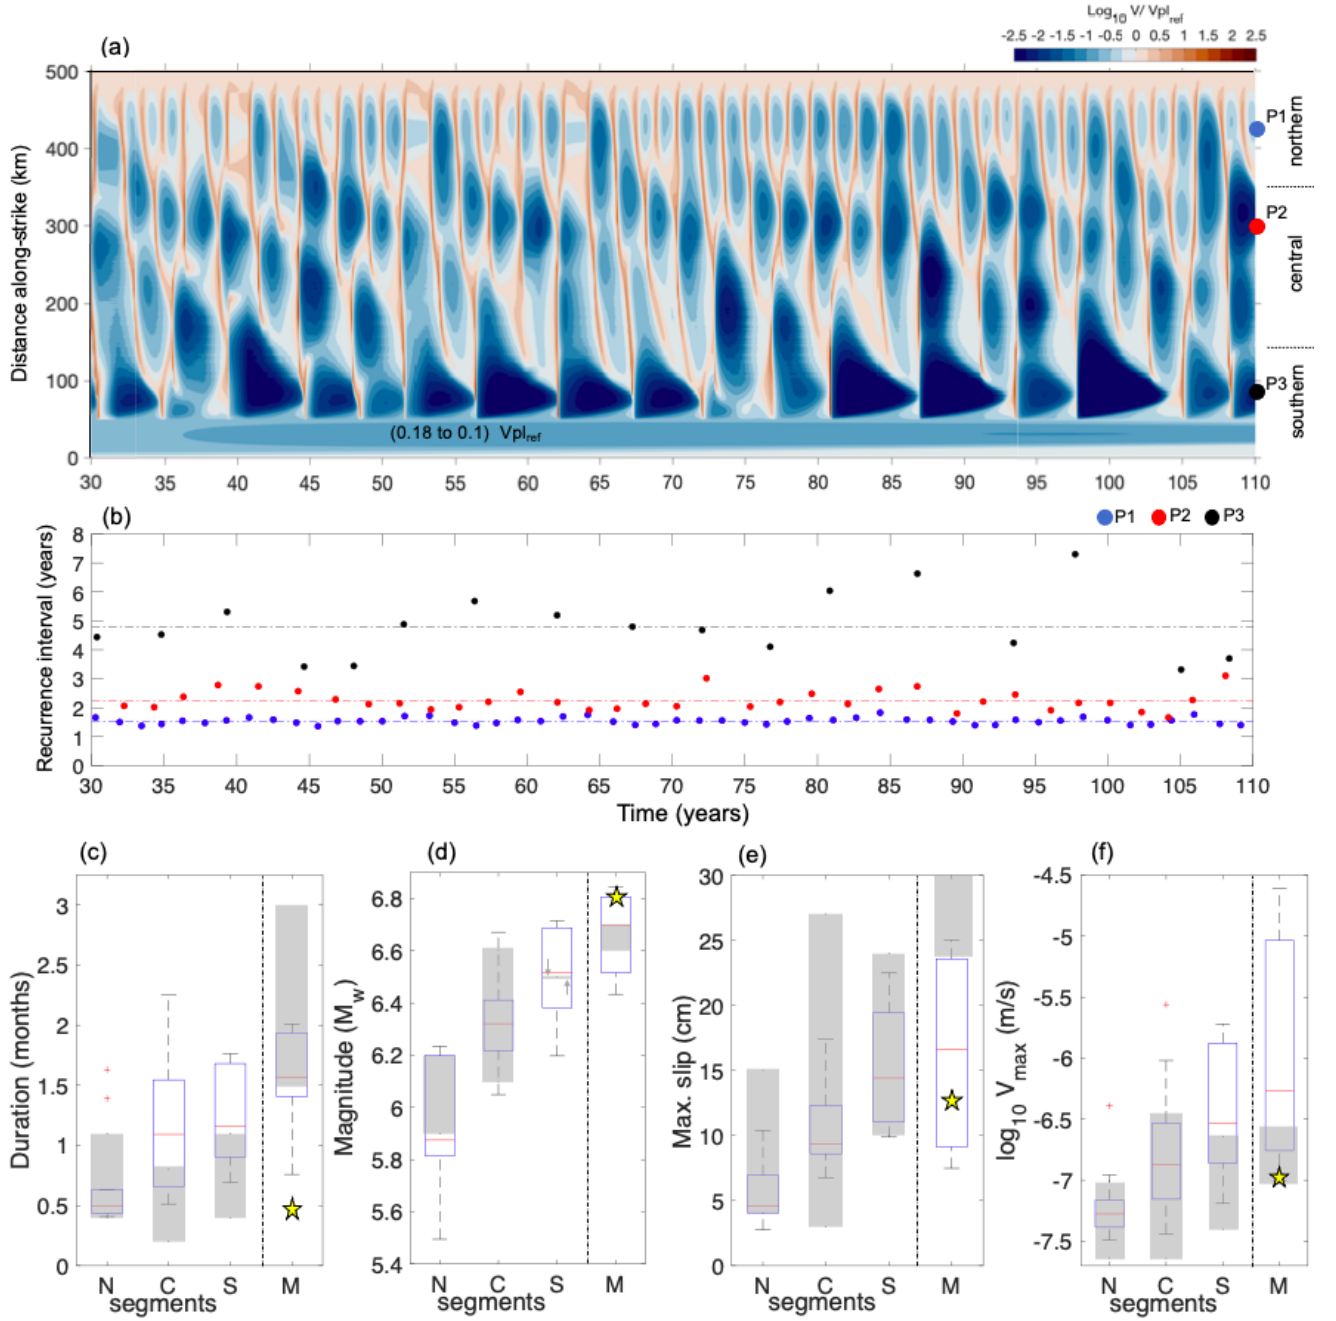 (a)
Log10 V/ Vplref
-2.5 -2 -1.5 -1 -0.5 0 0.5 1 1.5 2 2.5
500
400
300
200
100
0
Distance along-strike (km)
(0.18 to 0.1) Vplref
P1
northern
P2
central
P3
southern
30 35 40 45 50 55 60 65 70 75 80 85 90 95 100 105 110
(b)
P1 P2 P3
8
7
6
5
4
3
2
1
0
Recurrence interval (years)
30 35 40 45 50 55 60 65 70 75 80 85 90 95 100 105 110
Time (years)
(c)
3
2.5
2
1.5
1
0.5
0
Duration (months)
N C S M
segments
(d)
6.8
6.6
6.4
6.2
6
5.8
5.6
5.4
Magnitude (Mw)
N C S M
segments
(e)
30
25
20
15
10
5
0
Max. slip (cm)
N C S M
segments
(f)
-4.5
-5
-5.5
-6
-6.5
-7
-7.5
log10 Vmax (m/s)
N C S M
segments